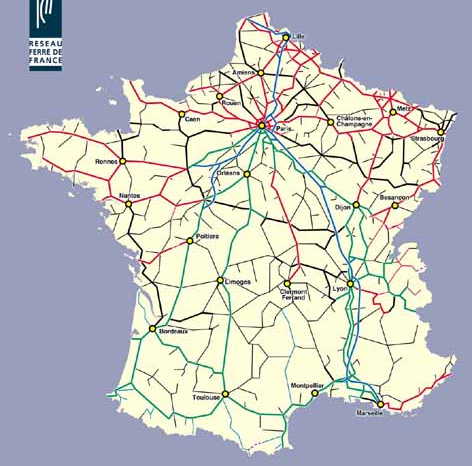 RESEAU
FERRE DE
FRANCE
Lille
Amiens
Rouen
Caen
Paris
Châlons-en-
Champagne
Metz
Strasbourg
Rennes
Orléans
Nantes
Dijon
Besançon
Poitiers
Limoges
Clermont
Ferrand
Lyon
Bordeaux
Toulouse
Montpellier
Marseille